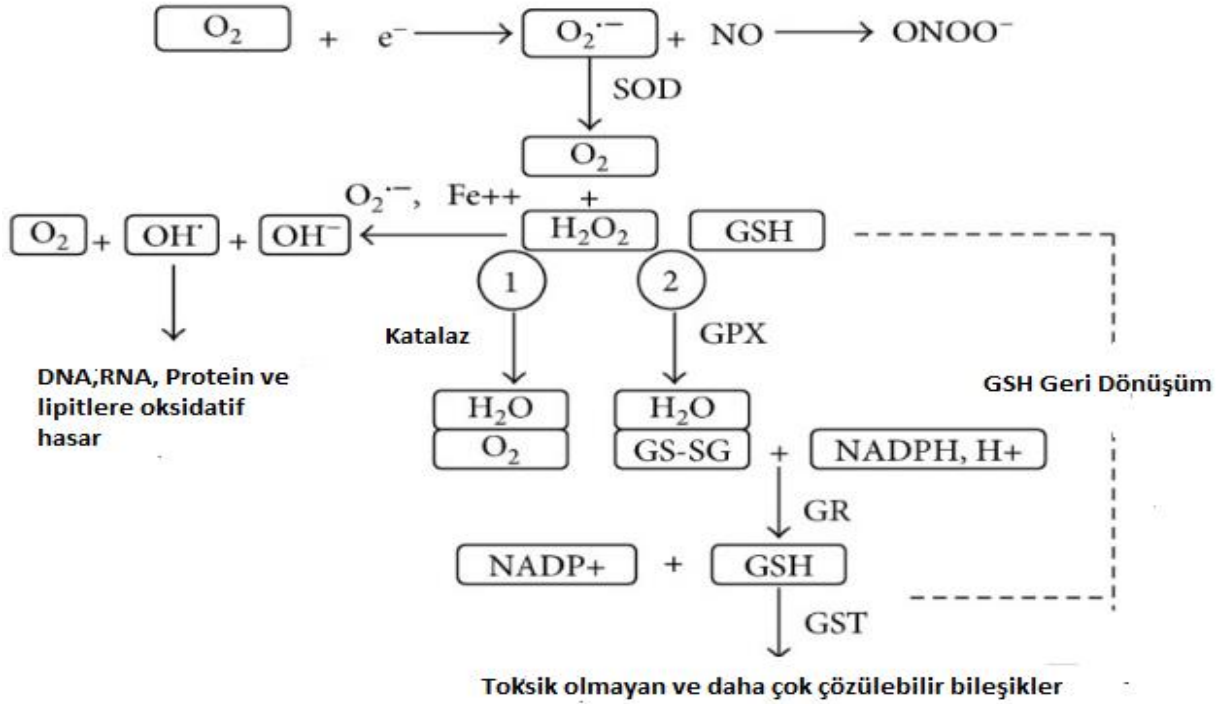 O₂ + e⁻ → O₂·⁻ + NO → ONOO⁻
SOD
O₂
O₂·⁻, Fe++ +
O₂ + OH· + OH⁻ ← H₂O₂ GSH
1 2
Katalaz GPX
DNA,RNA, Protein ve
lipitlere oksidatif
hasar
GSH Geri Dönüşüm
H₂O H₂O
O₂ GS-SG + NADPH, H+
GR
NADP+ + GSH
GST
Toksik olmayan ve daha çok çözülebilir bileşikler